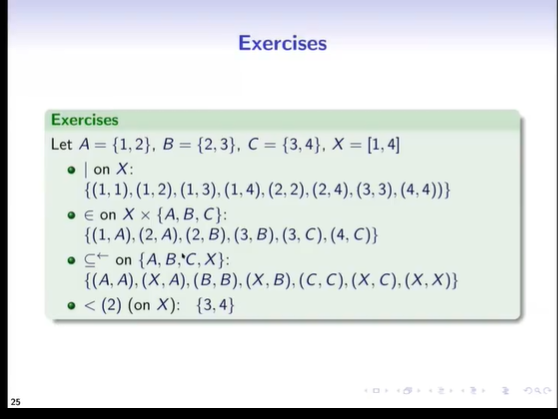 Exercises
Exercises
Let A = {1, 2}, B = {2, 3}, C = {3, 4}, X = [1, 4]
| on X:
{(1, 1), (1, 2), (1, 3), (1, 4), (2, 2), (2, 4), (3, 3), (4, 4))}
∈ on X × {A, B, C}:
{(1, A), (2, A), (2, B), (3, B), (3, C), (4, C)}
⊆← on {A, B, C, X}:
{(A, A), (X, A), (B, B), (X, B), (C, C), (X, C), (X, X)}
< (2) (on X): {3, 4}
25